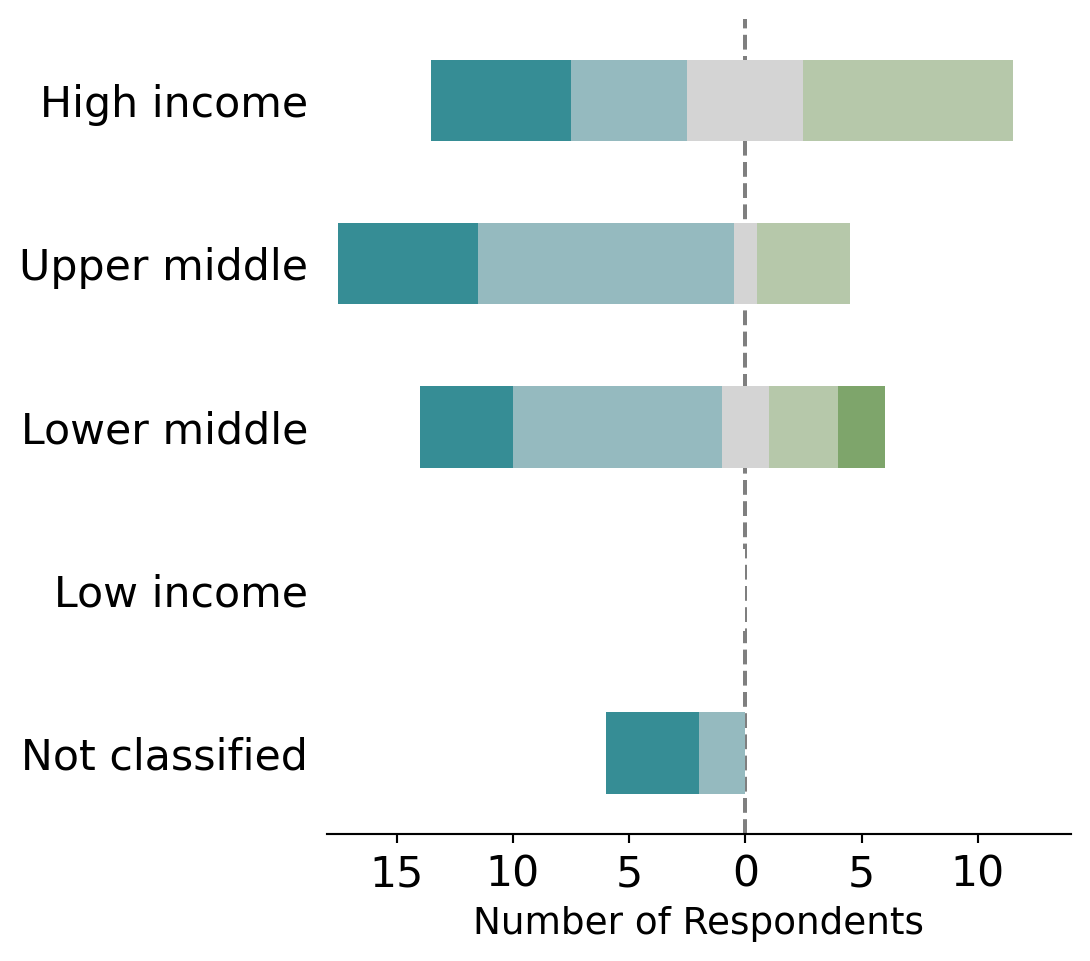 High income
Upper middle
Lower middle
Low income
Not classified
15 10 5 0 5 10
Number of Respondents